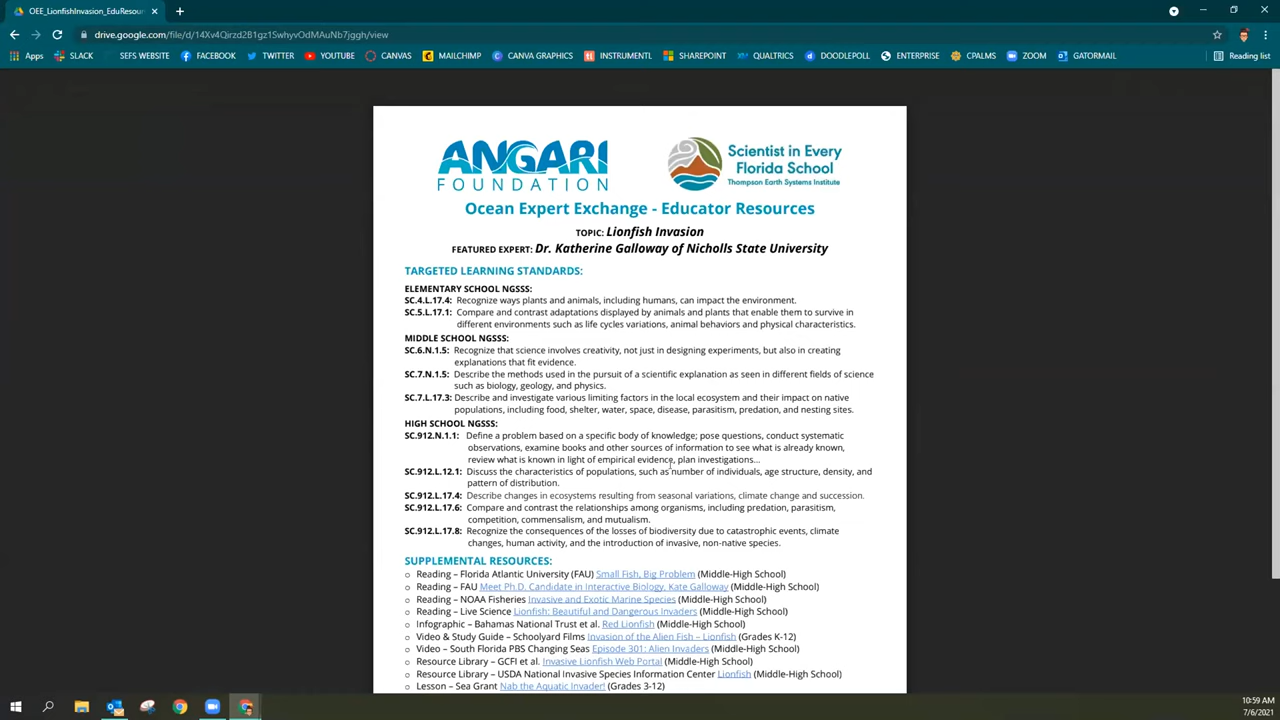 OEE_LionfishInvasion_EduResou
drive.google.com/file/d/14Xv4Qirzd2B1gz1SwhyvOdMAuNb7jggh/view
Apps SLACK SEFS WEBSITE FACEBOOK TWITTER YOUTUBE CANVAS MAILCHIMP CANVA GRAPHICS INSTRUMENTL SHAREPOINT QUALTRICS DOODLEPOLL ENTERPRISE CPALMS ZOOM GATORMAIL Reading list
ANGARI
FOUNDATION
Scientist in Every
Florida School
Thompson Earth Systems Institute
Ocean Expert Exchange - Educator Resources
TOPIC: Lionfish Invasion
FEATURED EXPERT: Dr. Katherine Galloway of Nicholls State University
TARGETED LEARNING STANDARDS:
ELEMENTARY SCHOOL NGSSS:
SC.4.L.17.4: Recognize ways plants and animals, including humans, can impact the environment.
SC.5.L.17.1: Compare and contrast adaptations displayed by animals and plants that enable them to survive in
different environments such as life cycles variations, animal behaviors and physical characteristics.
MIDDLE SCHOOL NGSSS:
SC.6.N.1.5: Recognize that science involves creativity, not just in designing experiments, but also in creating
explanations that fit evidence.
SC.7.N.1.5: Describe the methods used in the pursuit of a scientific explanation as seen in different fields of science
such as biology, geology, and physics.
SC.7.L.17.3: Describe and investigate various limiting factors in the local ecosystem and their impact on native
populations, including food, shelter, water, space, disease, parasitism, predation, and nesting sites.
HIGH SCHOOL NGSSS:
SC.912.N.1.1: Define a problem based on a specific body of knowledge; pose questions, conduct systematic
observations, examine books and other sources of information to see what is already known,
review what is known in light of empirical evidence, plan investigations...
SC.912.L.12.1: Discuss the characteristics of populations, such as number of individuals, age structure, density, and
pattern of distribution.
SC.912.L.17.4: Describe changes in ecosystems resulting from seasonal variations, climate change and succession.
SC.912.L.17.6: Compare and contrast the relationships among organisms, including predation, parasitism,
competition, commensalism, and mutualism.
SC.912.L.17.8: Recognize the consequences of the losses of biodiversity due to catastrophic events, climate
changes, human activity, and the introduction of invasive, non-native species.
SUPPLEMENTAL RESOURCES:
o Reading – Florida Atlantic University (FAU) Small Fish, Big Problem (Middle-High School)
o Reading – FAU Meet Ph.D. Candidate in Interactive Biology, Kate Galloway (Middle-High School)
o Reading – NOAA Fisheries Invasive and Exotic Marine Species (Middle-High School)
o Reading – Live Science Lionfish: Beautiful and Dangerous Invaders (Middle-High School)
o Infographic – Bahamas National Trust et al. Red Lionfish (Middle-High School)
o Video & Study Guide – Schoolyard Films Invasion of the Alien Fish – Lionfish (Grades K-12)
o Video – South Florida PBS Changing Seas Episode 301: Alien Invaders (Middle-High School)
o Resource Library – GCFI et al. Invasive Lionfish Web Portal (Middle-High School)
o Resource Library – USDA National Invasive Species Information Center Lionfish (Middle-High School)
o Lesson – Sea Grant Nab the Aquatic Invader! (Grades 3-12)
10:59 AM
7/6/2021